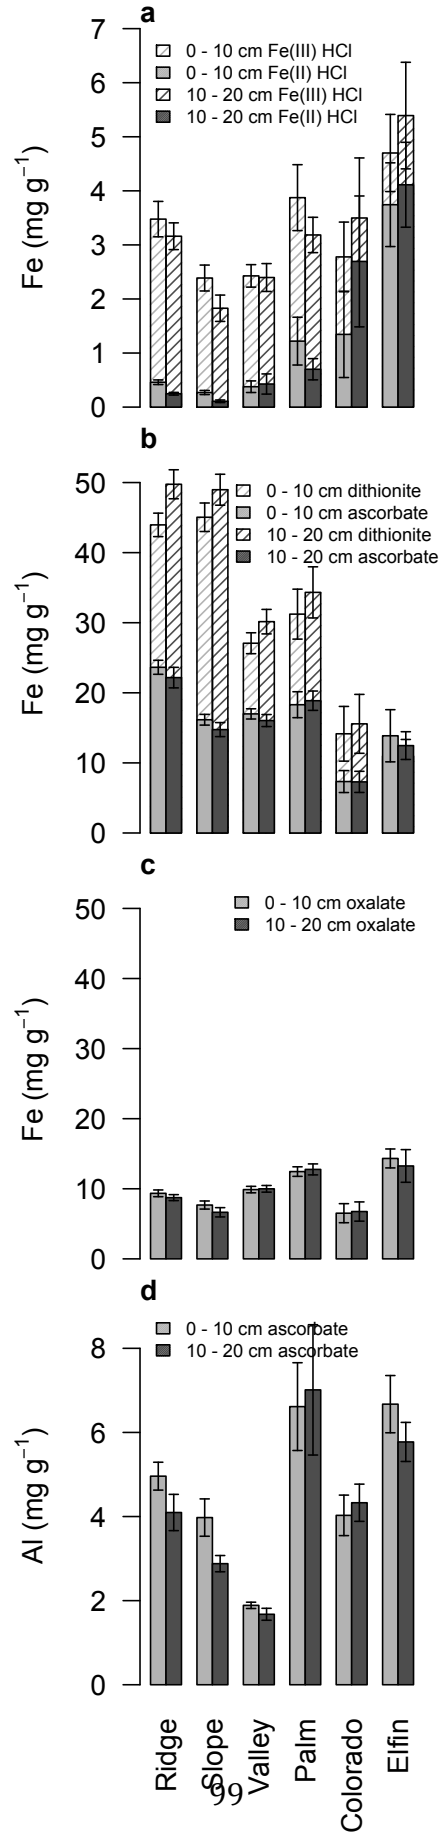 a
7
6
5
4
3
2
1
0
Fe (mg g⁻¹)
0 - 10 cm Fe(III) HCl
0 - 10 cm Fe(II) HCl
10 - 20 cm Fe(III) HCl
10 - 20 cm Fe(II) HCl
b
50
40
30
20
10
0
Fe (mg g⁻¹)
0 - 10 cm dithionite
0 - 10 cm ascorbate
10 - 20 cm dithionite
10 - 20 cm ascorbate
c
50
40
30
20
10
0
Fe (mg g⁻¹)
0 - 10 cm oxalate
10 - 20 cm oxalate
d
8
6
4
2
0
Al (mg g⁻¹)
0 - 10 cm ascorbate
10 - 20 cm ascorbate
Ridge
Slope
Valley
Palm
Colorado
Elfin
99